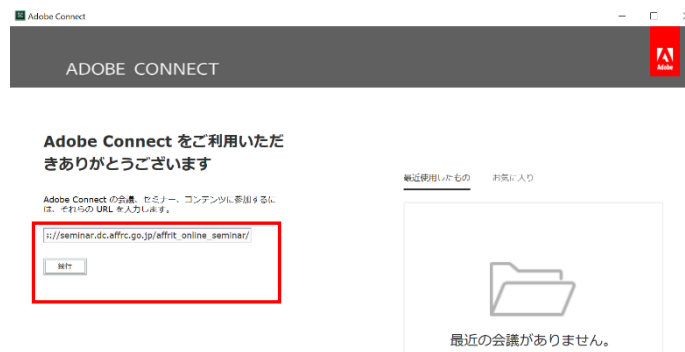 Adobe Connect
ADOBE CONNECT
Adobe
Adobe Connect をご利用いただ
きありがとうございます
最近使用したもの お気に入り
Adobe Connect の会議、セミナー、コンテンツに参加するに
は、それらの URL を入力します。
s://seminar.dc.affrc.go.jp/affrit_online_seminar/
続行
最近の会議がありません。